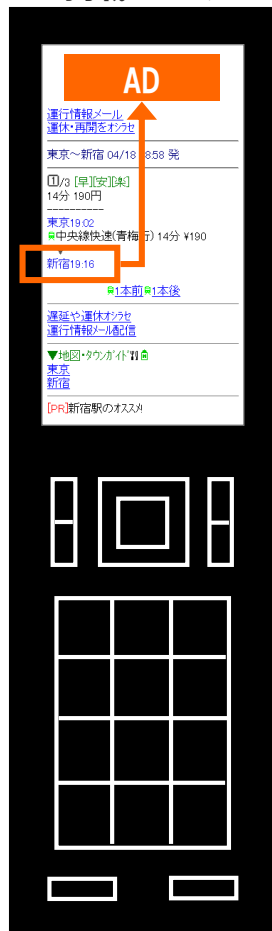 AD
運行情報メール
運休・再開をオシラセ
東京～新宿 04/18 18:58 発
1/3 [早][安][楽]
14分 190円
----------
東京19:02
中央線快速(青梅行) 14分 ¥190
▼
新宿19:16
1本前 1本後
遅延や運休オシラセ
運行情報メール配信
▼地図・タウンガイド
東京
新宿
[PR]新宿駅のオススメ